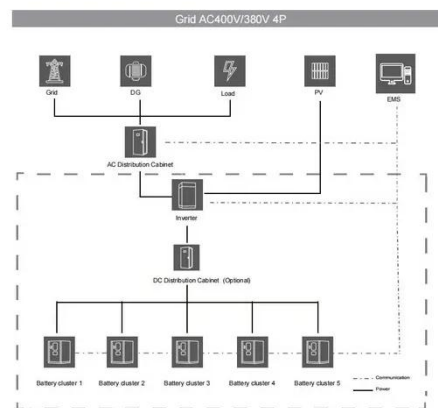 Grid AC400V/380V 4P
Grid
DG
Load
PV
EMS
AC Distribution Cabinet
Inverter
DC Distribution Cabinet (Optional)
Battery cluster 1
Battery cluster 2
Battery cluster 3
Battery cluster 4
Battery cluster 5
Communication
Power